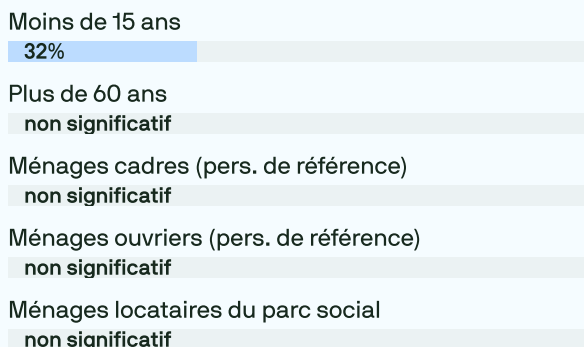 Moins de 15 ans
32%
Plus de 60 ans
non significatif
Ménages cadres (pers. de référence)
non significatif
Ménages ouvriers (pers. de référence)
non significatif
Ménages locataires du parc social
non significatif